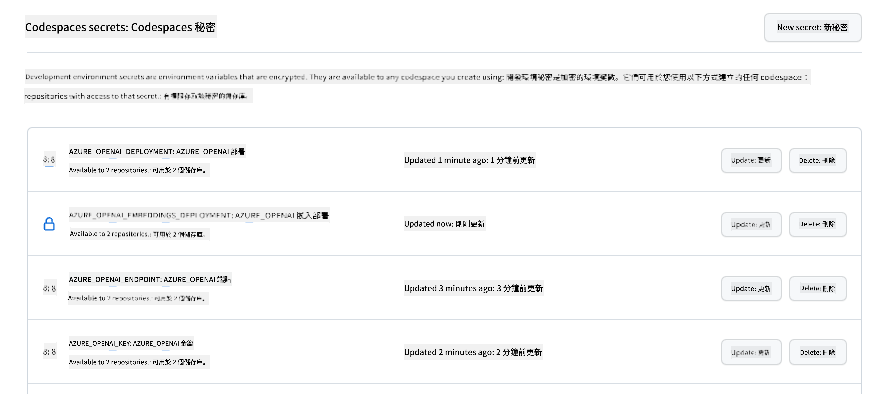 Codespaces secrets: Codespaces 秘密
New secret: 新秘密
Development environment secrets are environment variables that are encrypted. They are available to any codespace you create using: 開發環境秘密是加密的環境變數。它們可用於您使用以下方式建立的任何 codespace：
repositories with access to that secret.: 有權限存取該秘密的儲存庫。
8: 8
AZURE_OPENAI_DEPLOYMENT: AZURE_OPENAI 部署
Available to 2 repositories.: 可用於 2 個儲存庫。
Updated 1 minute ago: 1 分鐘前更新
Update: 更新
Delete: 刪除
AZURE_OPENAI_EMBEDDINGS_DEPLOYMENT: AZURE_OPENAI 嵌入部署
Available to 2 repositories.: 可用於 2 個儲存庫。
Updated now: 剛剛更新
Update: 更新
Delete: 刪除
8: 8
AZURE_OPENAI_ENDPOINT: AZURE_OPENAI
Available to 2 repositories: 可用於 2 個儲存庫。
Updated 3 minutes ago: 3 分鐘前更新
Update: 更新
Delete: 刪除
8: 8
AZURE_OPENAI_KEY: AZURE_OPENAI 金鑰
Available to 2 repositories.: 可用於 2 個儲存庫。
Updated 2 minutes ago: 2 分鐘前更新
Update: 更新
Delete: 刪除